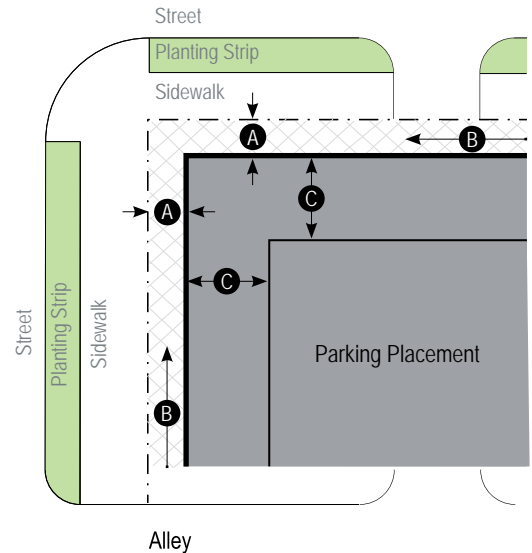 Street
Planting Strip
Sidewalk
A
B
C
A
C
Parking Placement
B
Street
Planting Strip
Sidewalk
Alley